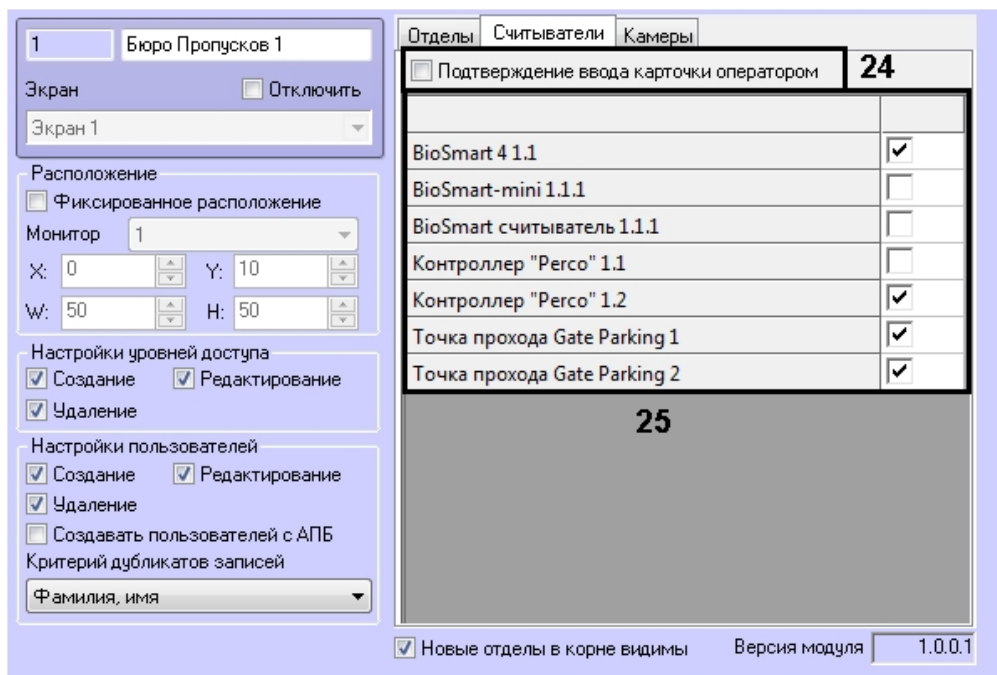 1 Бюро Пропусков 1
Экран Отключить
Экран 1
Расположение
Фиксированное расположение
Монитор 1
X: 0 Y: 10
W: 50 H: 50
Настройки уровней доступа
Создание Редактирование
Удаление
Настройки пользователей
Создание Редактирование
Удаление
Создавать пользователей с АПБ
Критерий дубликатов записей
Фамилия, имя
Отделы Считыватели Камеры
Подтверждение ввода карточки оператором 24
BioSmart 4 1.1
BioSmart-mini 1.1.1
BioSmart считыватель 1.1.1
Контроллер "Perco" 1.1
Контроллер "Perco" 1.2
Точка прохода Gate Parking 1
Точка прохода Gate Parking 2
25
Новые отделы в корне видимы Версия модуля 1.0.0.1